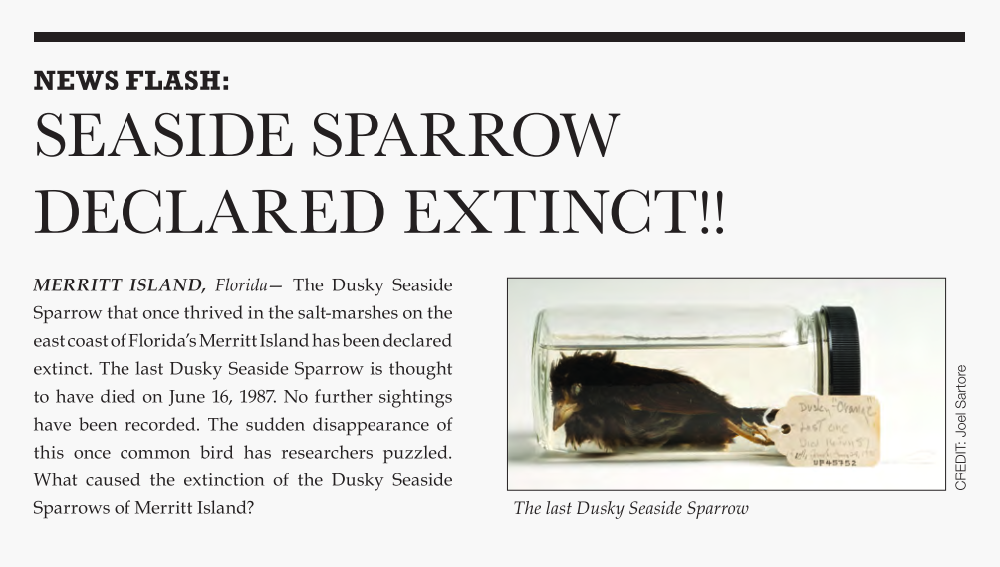 NEWS FLASH:
SEASIDE SPARROW
DECLARED EXTINCT!!
MERRITT ISLAND, Florida— The Dusky Seaside
Sparrow that once thrived in the salt-marshes on the
east coast of Florida's Merritt Island has been declared
extinct. The last Dusky Seaside Sparrow is thought
to have died on June 16, 1987. No further sightings
have been recorded. The sudden disappearance of
this once common bird has researchers puzzled.
What caused the extinction of the Dusky Seaside
Sparrows of Merritt Island?
Dusky "Orange"
Last one
Died 16 Jun 87
UF45752
CREDIT: Joel Sartore
The last Dusky Seaside Sparrow